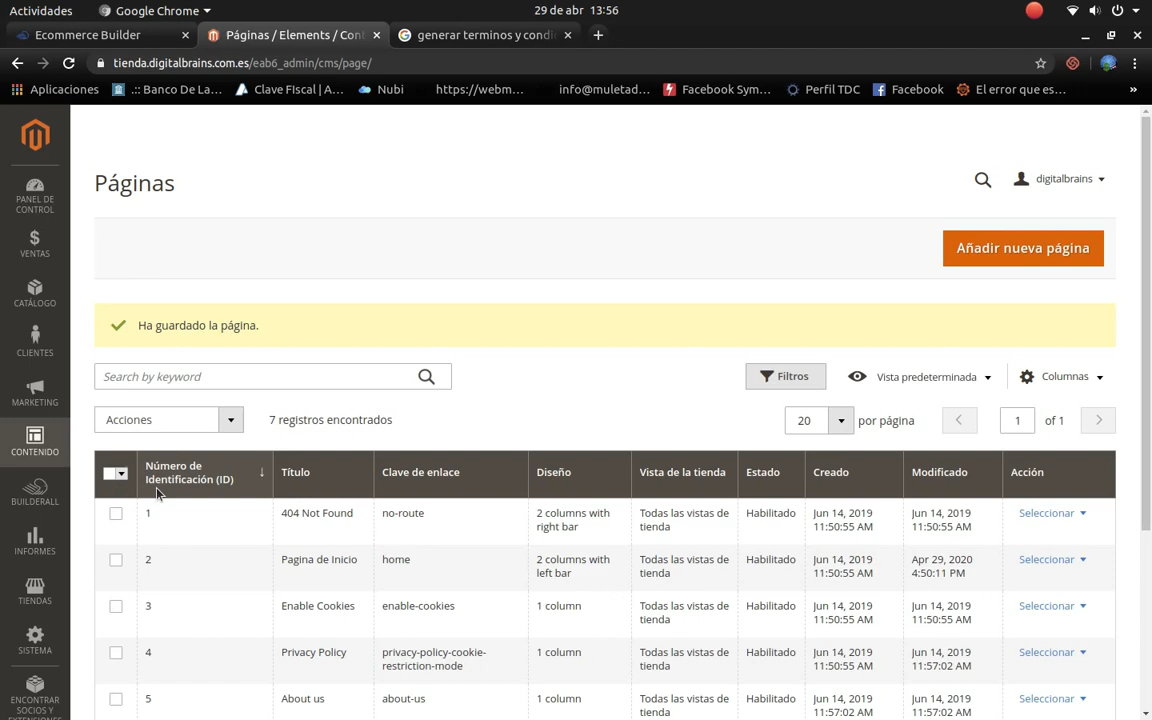 Actividades
Google Chrome
29 de abr 13:56
Ecommerce Builder
Páginas / Elements / Con
generar terminos y condi
tienda.digitalbrains.com.es/eab6_admin/cms/page/
Aplicaciones
.:: Banco De La...
Clave FIscal | A...
Nubi
https://webm...
info@muletad...
Facebook Sym...
Perfil TDC
Facebook
El error que es...
»
PANEL DE CONTROL
VENTAS
CATÁLOGO
CLIENTES
MARKETING
CONTENIDO
BUILDERALL
INFORMES
TIENDAS
SISTEMA
ENCONTRAR SOCIOS Y EXTENSIONES
Páginas
digitalbrains
Añadir nueva página
Ha guardado la página.
Search by keyword
Filtros
Vista predeterminada
Columnas
Acciones
7 registros encontrados
20 por página
1 of 1
Número de Identificación (ID) ↓ Título Clave de enlace Diseño Vista de la tienda Estado Creado Modificado Acción
1 404 Not Found no-route 2 columns with right bar Todas las vistas de tienda Habilitado Jun 14, 2019 11:50:55 AM Jun 14, 2019 11:50:55 AM Seleccionar
2 Pagina de Inicio home 2 columns with left bar Todas las vistas de tienda Habilitado Jun 14, 2019 11:50:55 AM Apr 29, 2020 4:50:11 PM Seleccionar
3 Enable Cookies enable-cookies 1 column Todas las vistas de tienda Habilitado Jun 14, 2019 11:50:55 AM Jun 14, 2019 11:50:55 AM Seleccionar
4 Privacy Policy privacy-policy-cookie-restriction-mode 1 column Todas las vistas de tienda Habilitado Jun 14, 2019 11:50:55 AM Jun 14, 2019 11:57:02 AM Seleccionar
5 About us about-us 1 column Todas las vistas de tienda Habilitado Jun 14, 2019 11:57:02 AM Jun 14, 2019 11:57:02 AM Seleccionar